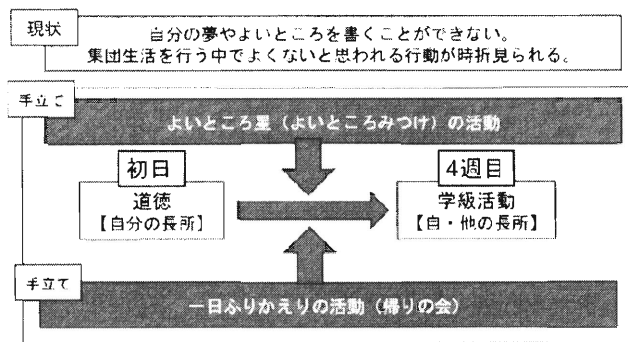 現状
自分の夢やよいところを書くことができない。
集団生活を行う中でよくないと思われる行動が時折見られる。
手立て
よいところ星（よいところみつけ）の活動
初日
道徳
【自分の長所】
4週目
学級活動
【自・他の長所】
手立て
一日ふりかえりの活動（帰りの会）